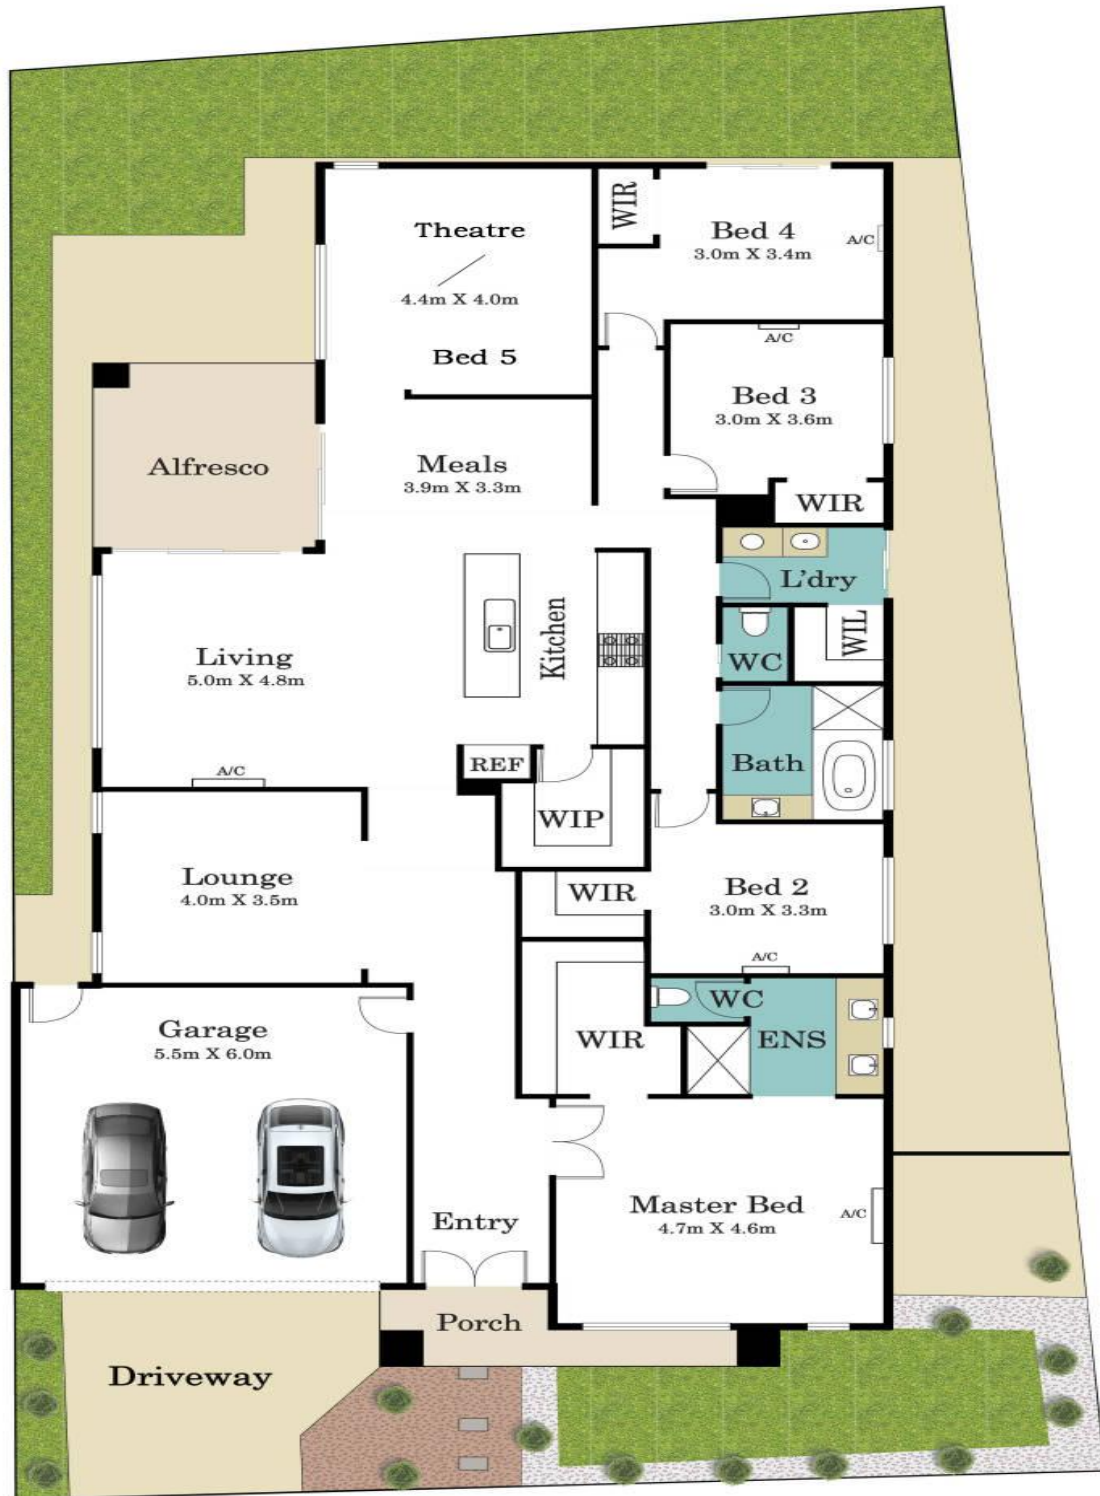 WIR
Theatre
4.4m X 4.0m
Bed 5
Bed 4
3.0m X 3.4m
A/C
A/C
Bed 3
3.0m X 3.6m
WIR
Alfresco
Meals
3.9m X 3.3m
L'dry
WIL
WC
Living
5.0m X 4.8m
A/C
Kitchen
REF
WIP
Bath
Lounge
4.0m X 3.5m
WIR
Bed 2
3.0m X 3.3m
A/C
WC
ENS
WIR
Garage
5.5m X 6.0m
Master Bed
4.7m X 4.6m
A/C
Entry
Porch
Driveway